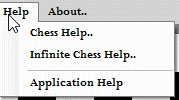 Help About..
Chess Help..
Infinite Chess Help..
Application Help